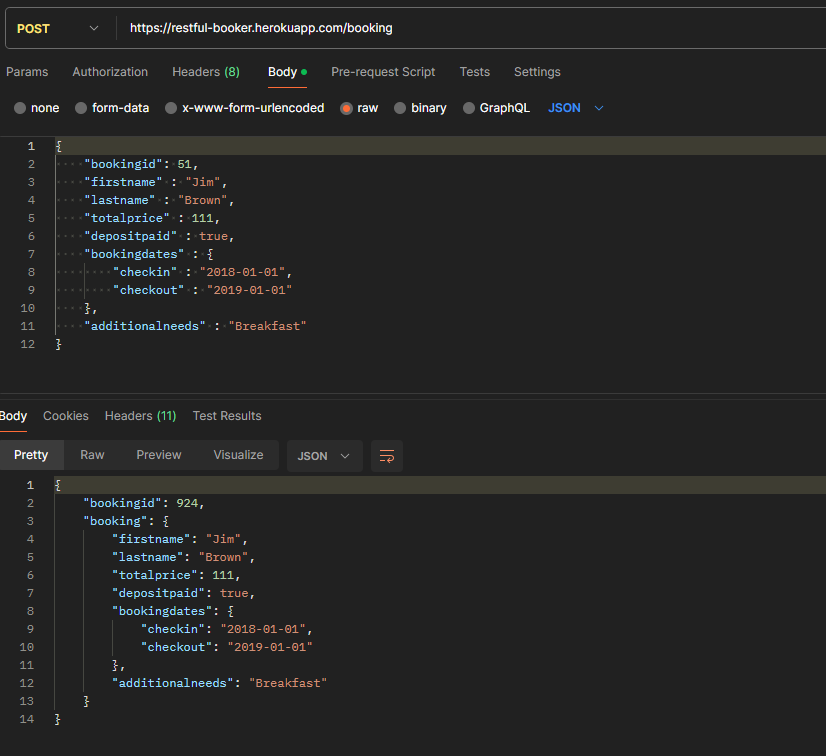 POST https://restful-booker.herokuapp.com/booking
Params Authorization Headers (8) Body Pre-request Script Tests Settings
none form-data x-www-form-urlencoded raw binary GraphQL JSON
1 {
2 "bookingid": 51,
3 "firstname" : "Jim",
4 "lastname" : "Brown",
5 "totalprice" : 111,
6 "depositpaid" : true,
7 "bookingdates" : {
8 "checkin" : "2018-01-01",
9 "checkout" : "2019-01-01"
10 },
11 "additionalneeds" : "Breakfast"
12 }
Body Cookies Headers (11) Test Results
Pretty Raw Preview Visualize JSON
1 {
2 "bookingid": 924,
3 "booking": {
4 "firstname": "Jim",
5 "lastname": "Brown",
6 "totalprice": 111,
7 "depositpaid": true,
8 "bookingdates": {
9 "checkin": "2018-01-01",
10 "checkout": "2019-01-01"
11 },
12 "additionalneeds": "Breakfast"
13 }
14 }